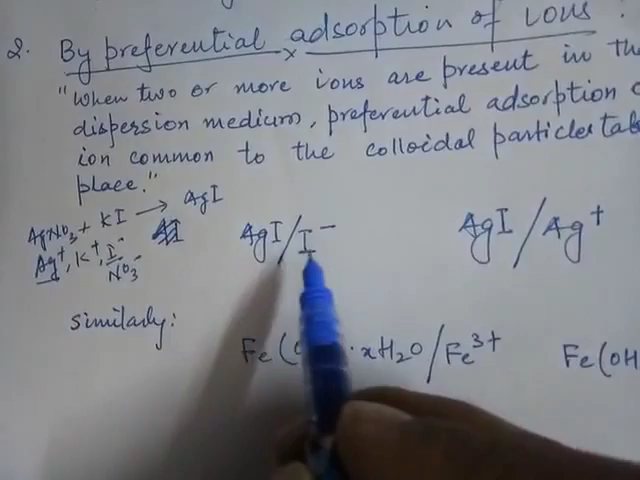 2. By preferential adsorption of ions :
"When two or more ions are present in the
dispersion medium, preferential adsorption
ion common to the colloidal particles
place."
AgNO3 + KI → AgI
Ag⁺, K⁺, I⁻
NO3⁻
AgI/I⁻
AgI/Ag⁺
similarly:
Fe( · xH2O/Fe³⁺
Fe(OH